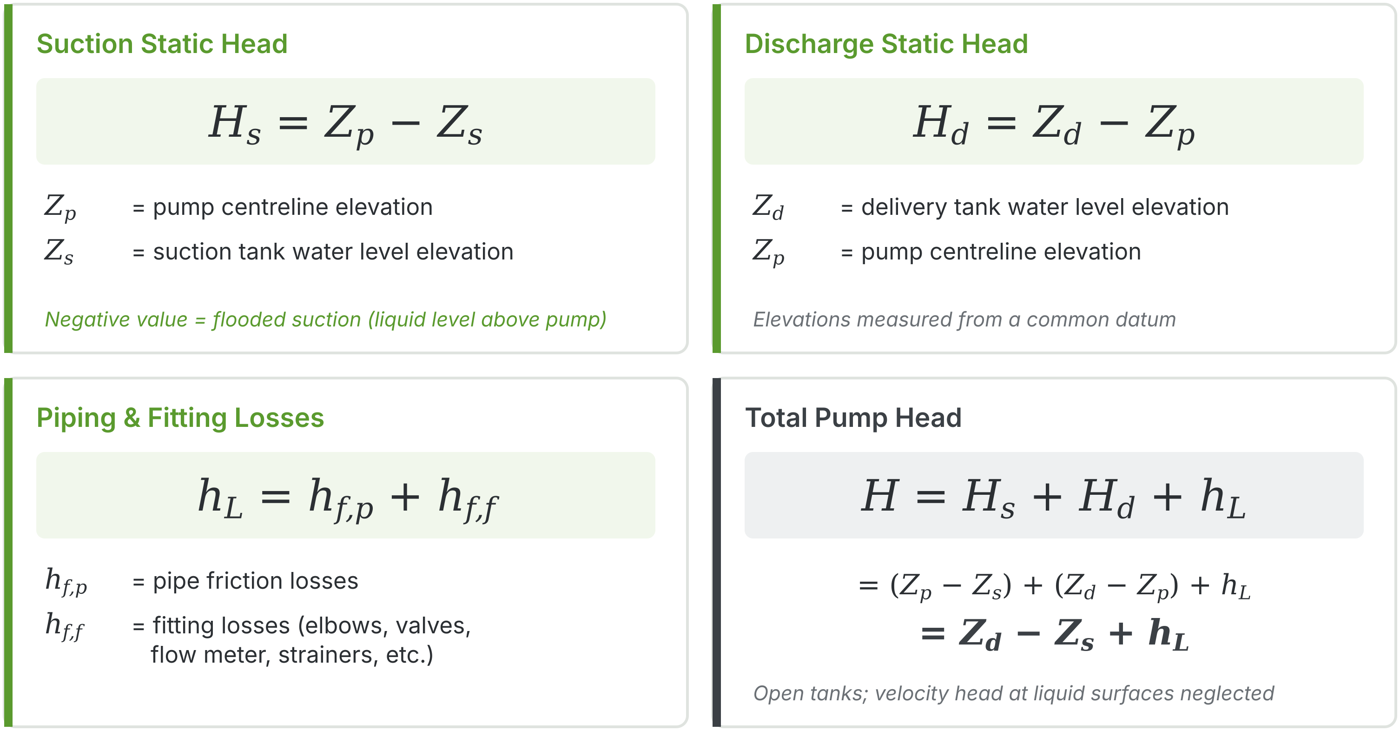 Suction Static Head
H_s = Z_p − Z_s
Z_p = pump centreline elevation
Z_s = suction tank water level elevation
Negative value = flooded suction (liquid level above pump)
Discharge Static Head
H_d = Z_d − Z_p
Z_d = delivery tank water level elevation
Z_p = pump centreline elevation
Elevations measured from a common datum
Piping & Fitting Losses
h_L = h_{f,p} + h_{f,f}
h_{f,p} = pipe friction losses
h_{f,f} = fitting losses (elbows, valves,
flow meter, strainers, etc.)
Total Pump Head
H = H_s + H_d + h_L
= (Z_p − Z_s) + (Z_d − Z_p) + h_L
= Z_d − Z_s + h_L
Open tanks; velocity head at liquid surfaces neglected